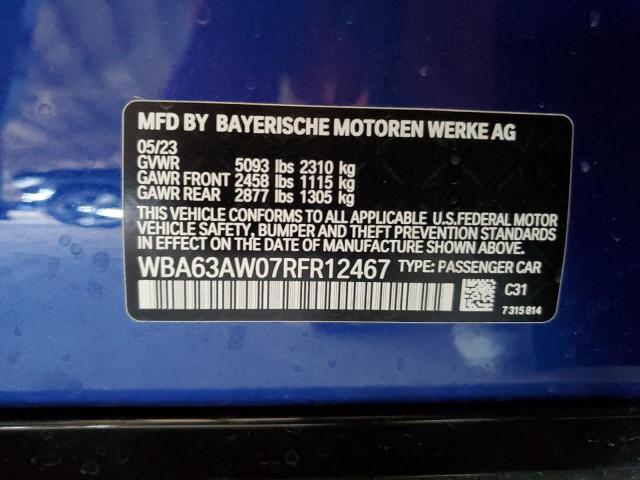 MFD BY BAYERISCHE MOTOREN WERKE AG
05/23
GVWR 5093 lbs 2310 kg
GAWR FRONT 2458 lbs 1115 kg
GAWR REAR 2877 lbs 1305 kg
THIS VEHICLE CONFORMS TO ALL APPLICABLE U.S.FEDERAL MOTOR
VEHICLE SAFETY, BUMPER, AND THEFT PREVENTION STANDARDS
IN EFFECT ON THE DATE OF MANUFACTURE SHOWN ABOVE.
WBA63AW07RFR12467 TYPE: PASSENGER CAR
C31
7315814